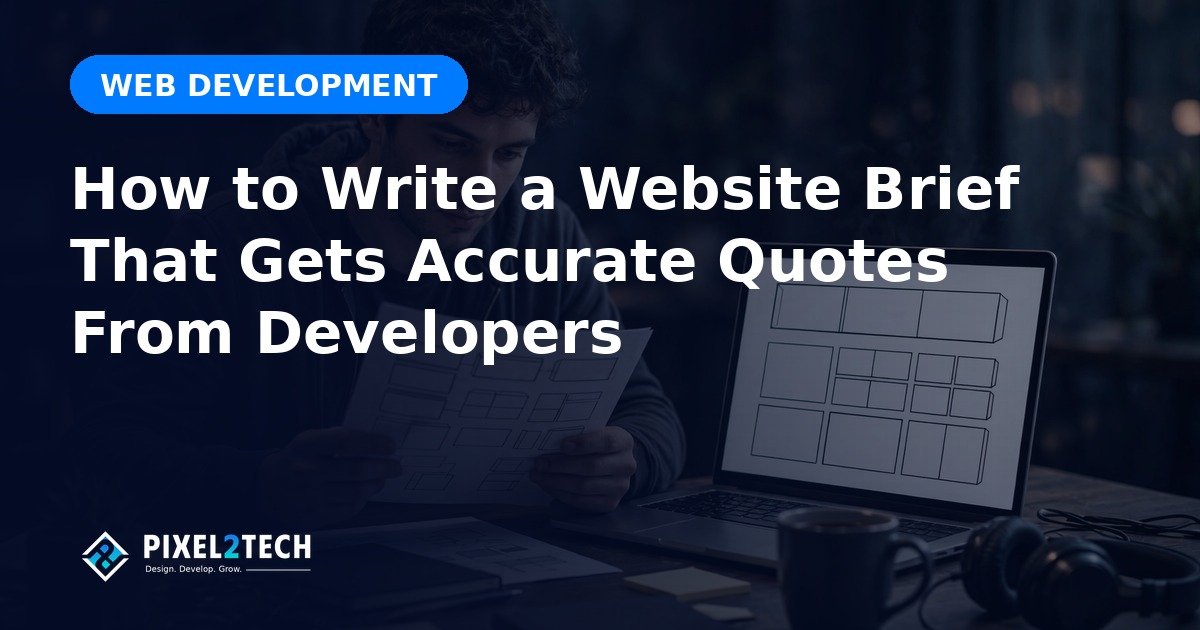 WEB DEVELOPMENT
How to Write a Website Brief
That Gets Accurate Quotes
From Developers
PIXEL2TECH
Design. Develop. Grow.